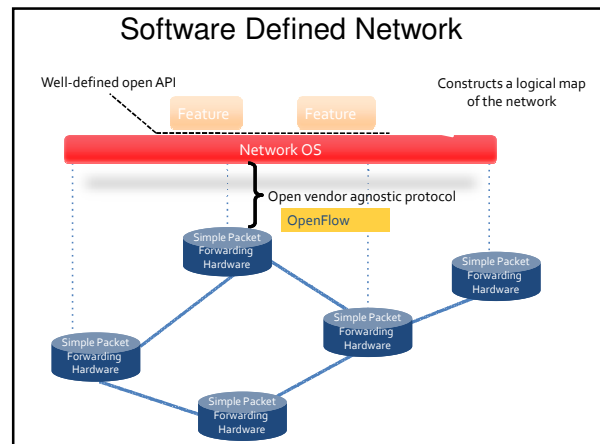 Software Defined Network
Well-defined open API
Constructs a logical map
of the network
Feature
Feature
Network OS
Open vendor agnostic protocol
OpenFlow
Simple Packet
Forwarding
Hardware
Simple Packet
Forwarding
Hardware
Simple Packet
Forwarding
Hardware
Simple Packet
Forwarding
Hardware
Simple Packet
Forwarding
Hardware